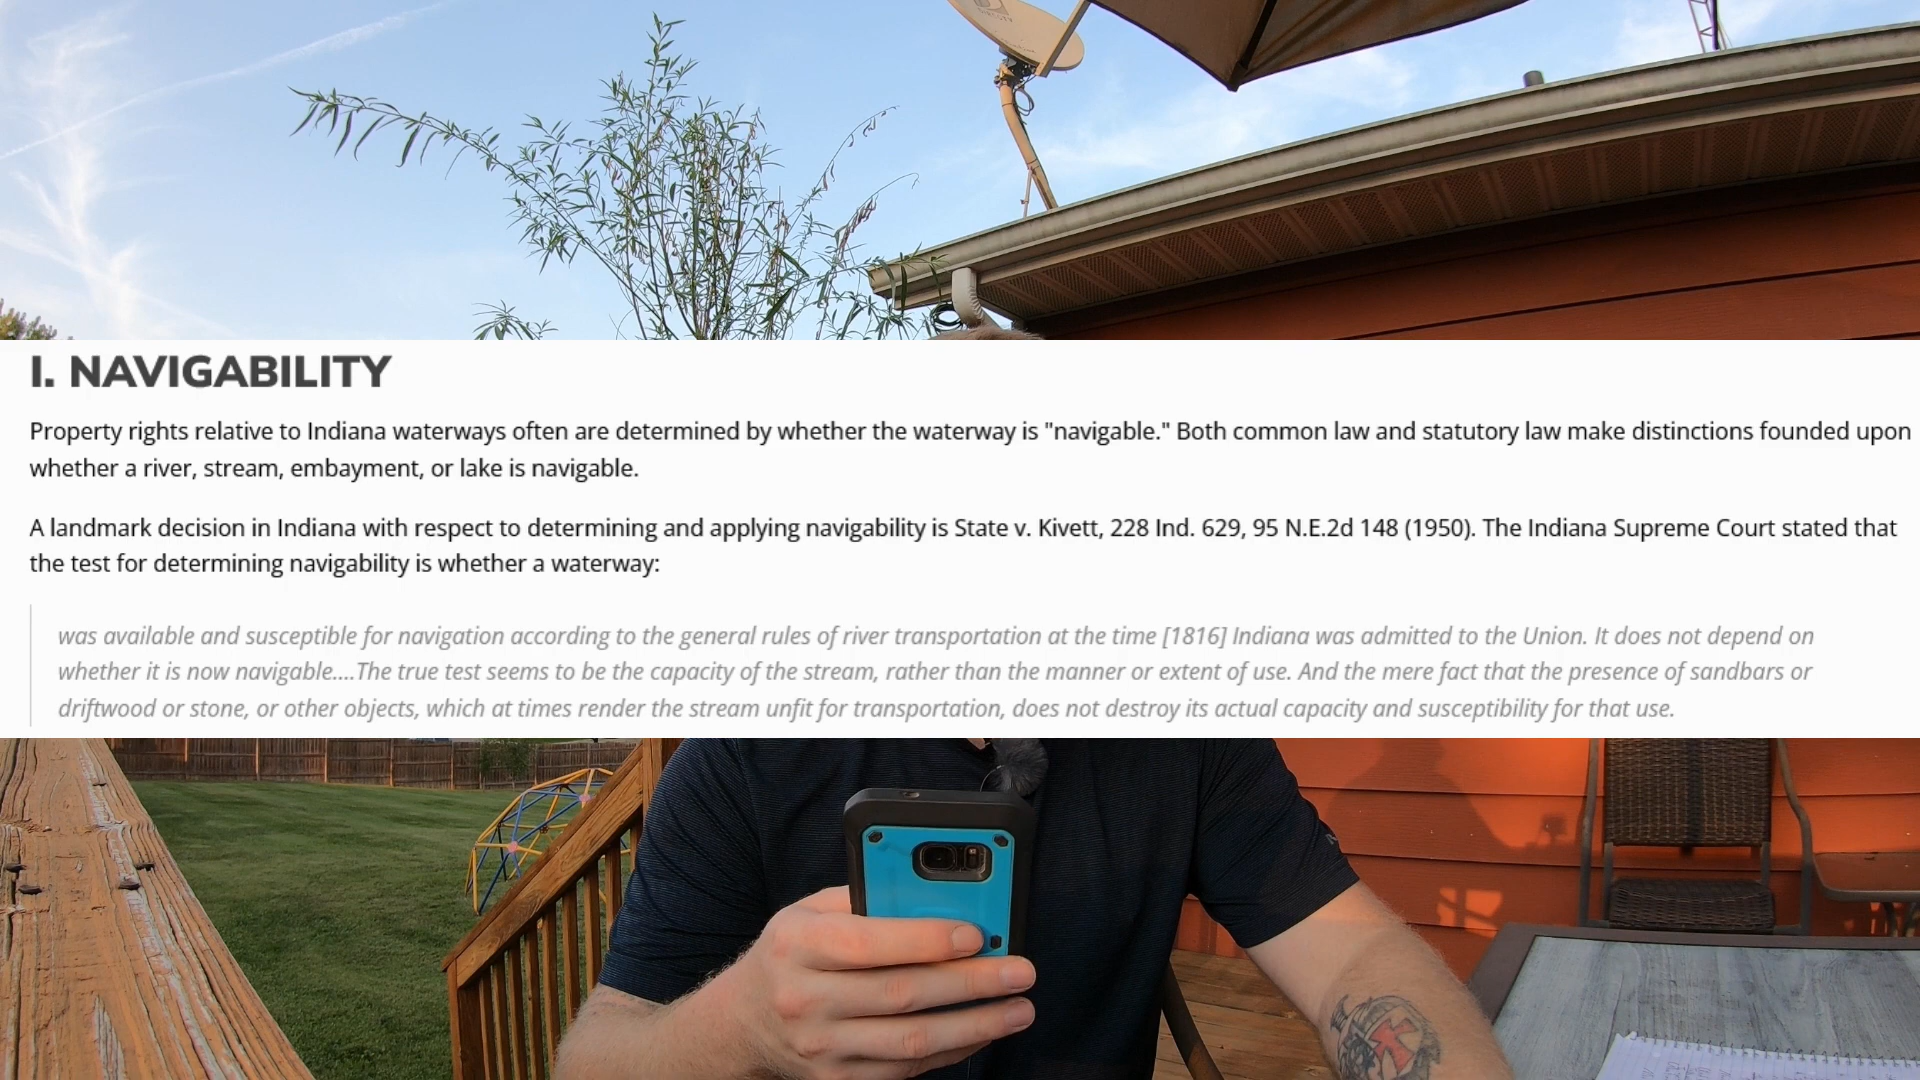 I. NAVIGABILITY
Property rights relative to Indiana waterways often are determined by whether the waterway is "navigable." Both common law and statutory law make distinctions founded upon
whether a river, stream, embayment, or lake is navigable.
A landmark decision in Indiana with respect to determining and applying navigability is State v. Kivett, 228 Ind. 629, 95 N.E.2d 148 (1950). The Indiana Supreme Court stated that
the test for determining navigability is whether a waterway:
was available and susceptible for navigation according to the general rules of river transportation at the time [1816] Indiana was admitted to the Union. It does not depend on
whether it is now navigable....The true test seems to be the capacity of the stream, rather than the manner or extent of use. And the mere fact that the presence of sandbars or
driftwood or stone, or other objects, which at times render the stream unfit for transportation, does not destroy its actual capacity and susceptibility for that use.